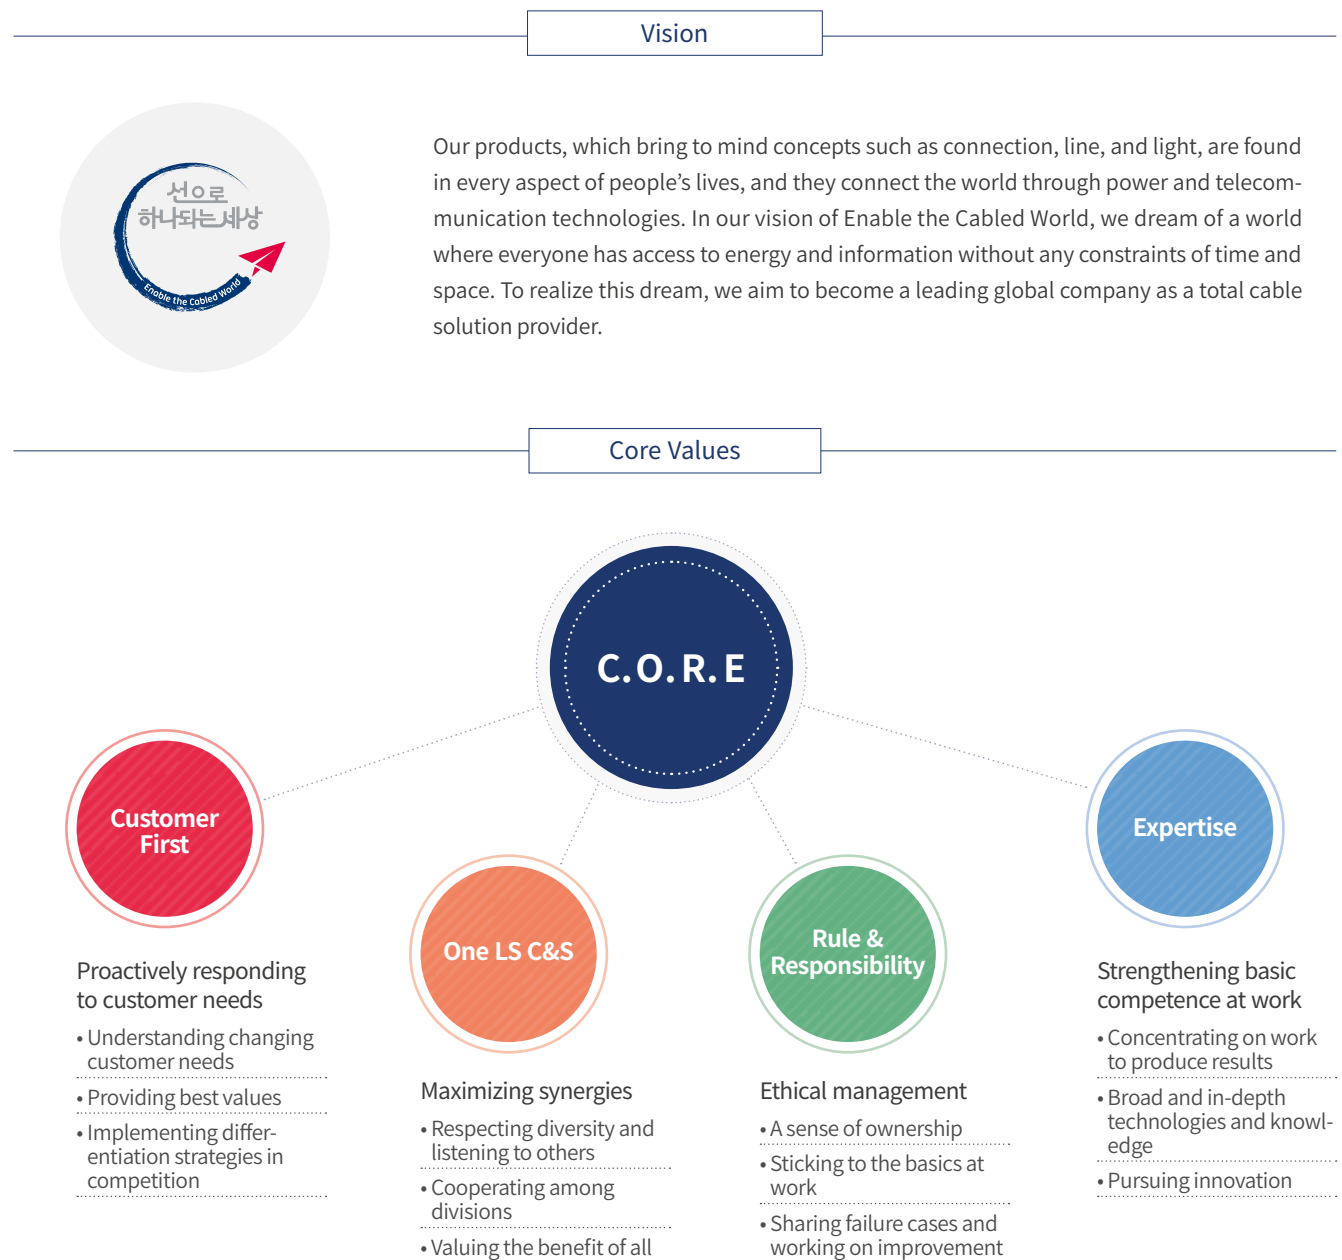 Vision
선으로
하나되는세상
Enable the Cabled World
Our products, which bring to mind concepts such as connection, line, and light, are found
in every aspect of people’s lives, and they connect the world through power and telecom-
munication technologies. In our vision of Enable the Cabled World, we dream of a world
where everyone has access to energy and information without any constraints of time and
space. To realize this dream, we aim to become a leading global company as a total cable
solution provider.
Core Values
C.O.R.E
Customer
First
Proactively responding
to customer needs
• Understanding changing
customer needs
• Providing best values
• Implementing differ-
entiation strategies in
competition
One LS C&S
Maximizing synergies
• Respecting diversity and
listening to others
• Cooperating among
divisions
• Valuing the benefit of all
Rule &
Responsibility
Ethical management
• A sense of ownership
• Sticking to the basics at
work
• Sharing failure cases and
working on improvement
Expertise
Strengthening basic
competence at work
• Concentrating on work
to produce results
• Broad and in-depth
technologies and knowl-
edge
• Pursuing innovation